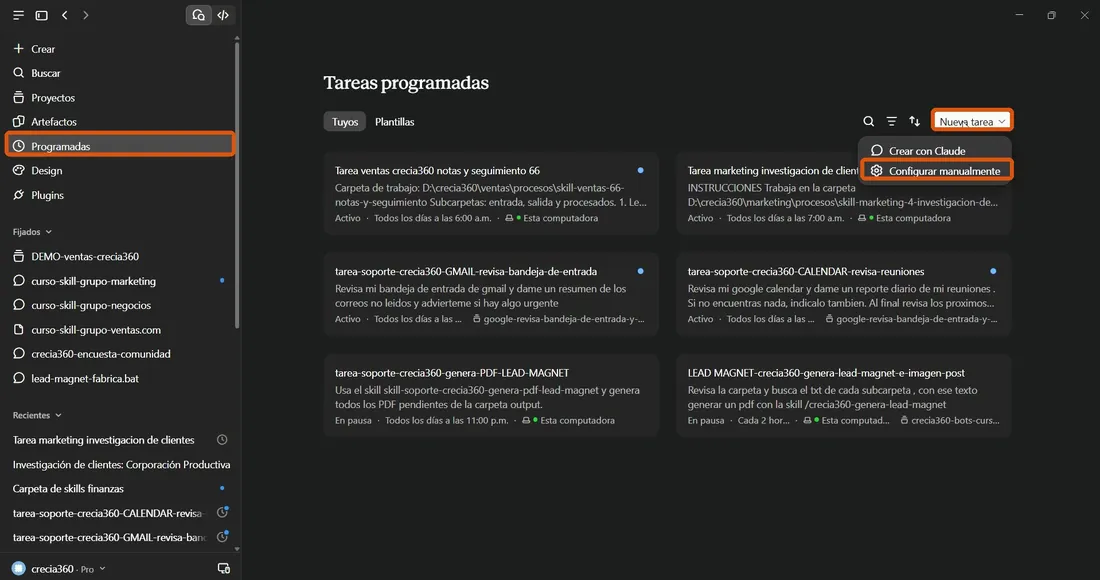 Crear
Buscar
Proyectos
Artefactos
Programadas
Design
Plugins
Fijados
DEMO-ventas-crecia360
curso-skill-grupo-marketing
curso-skill-grupo-negocios
curso-skill-grupo-ventas.com
crecia360-encuesta-comunidad
lead-magnet-fabrica.bat
Recientes
Tarea marketing investigacion de clientes
Investigación de clientes: Corporación Productiva
Carpeta de skills finanzas
tarea-soporte-crecia360-CALENDAR-revisa-
tarea-soporte-crecia360-GMAIL-revisa-banc
crecia360 · Pro
Tareas programadas
Tuyos
Plantillas
Nueva tarea
Crear con Claude
Configurar manualmente
Tarea ventas crecia360 notas y seguimiento 66
Carpeta de trabajo: D:\crecia360\ventas\procesos\skill-ventas-66-
notas-y-seguimiento Subcarpetas: entrada, salida y procesados. 1. Le...
Activo · Todos los días a las 6:00 a.m. · Esta computadora
Tarea marketing investigacion de client
INSTRUCCIONES Trabaja en la carpeta
D:\crecia360\marketing\procesos\skill-marketing-4-investigacion-de...
Activo · Todos los días a las 7:00 a.m. · Esta computadora
tarea-soporte-crecia360-GMAIL-revisa-bandeja-de-entrada
Revisa mi bandeja de entrada de gmail y dame un resumen de los
correos no leidos y advierteme si hay algo urgente
Activo · Todos los días a las ... google-revisa-bandeja-de-entrada-y-...
tarea-soporte-crecia360-CALENDAR-revisa-reuniones
Revisa mi google calendar y dame un reporte diario de mi reuniones .
Si no encuentras nada, indicalo tambien. Al final revisa los proximos...
Activo · Todos los días a las ... google-revisa-bandeja-de-entrada-y-...
tarea-soporte-crecia360-genera-PDF-LEAD-MAGNET
Usa el skill skill-soporte-crecia360-genera-pdf-lead-magnet y genera
todos los PDF pendientes de la carpeta output.
En pausa · Todos los días a las 11:00 p.m. · Esta computadora
LEAD MAGNET-crecia360-genera-lead-magnet-e-imagen-post
Revisa la carpeta y busca el txt de cada subcarpeta , con ese texto
generar un pdf con la skill /crecia360-genera-lead-magnet
En pausa · Cada 2 hor... · Esta computad... crecia360-bots-curs...